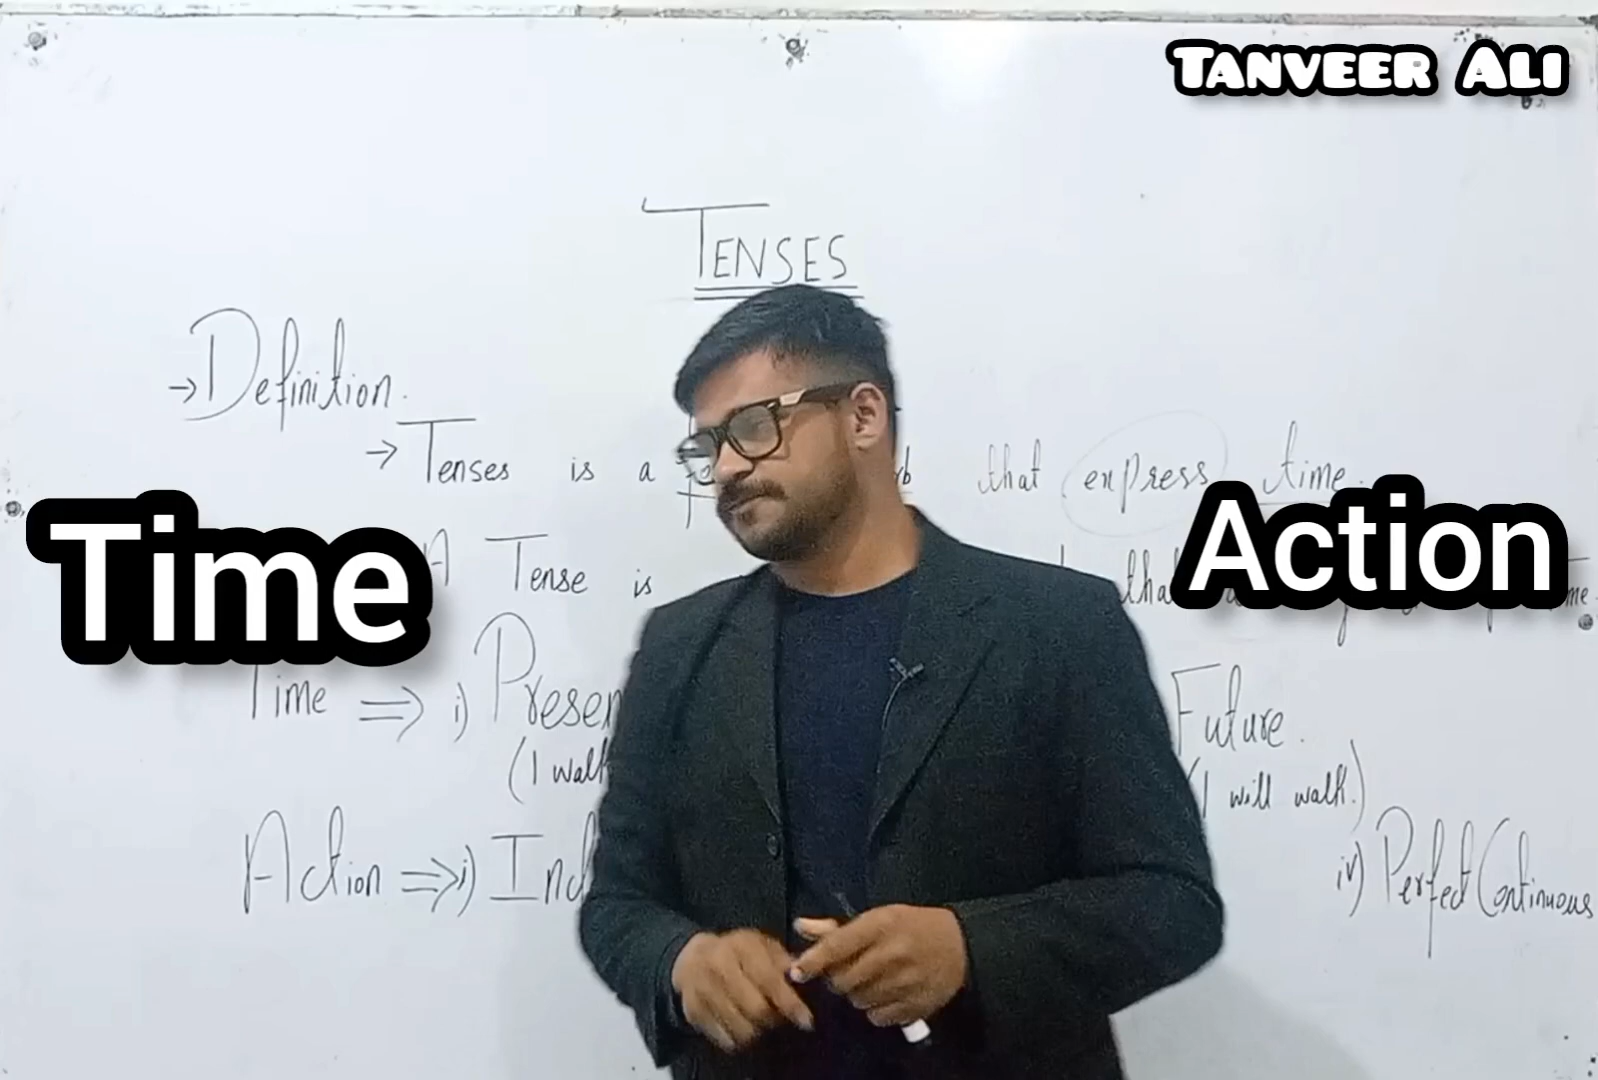 TANVEER ALI
TENSES
→ Definition.
→ Tenses is a that express time.
Time
Action
A Tense is
Time ⇒ i) Presen Future.
(I walk (I will walk.)
Action ⇒ i) Ind iv) Perfect Continuous